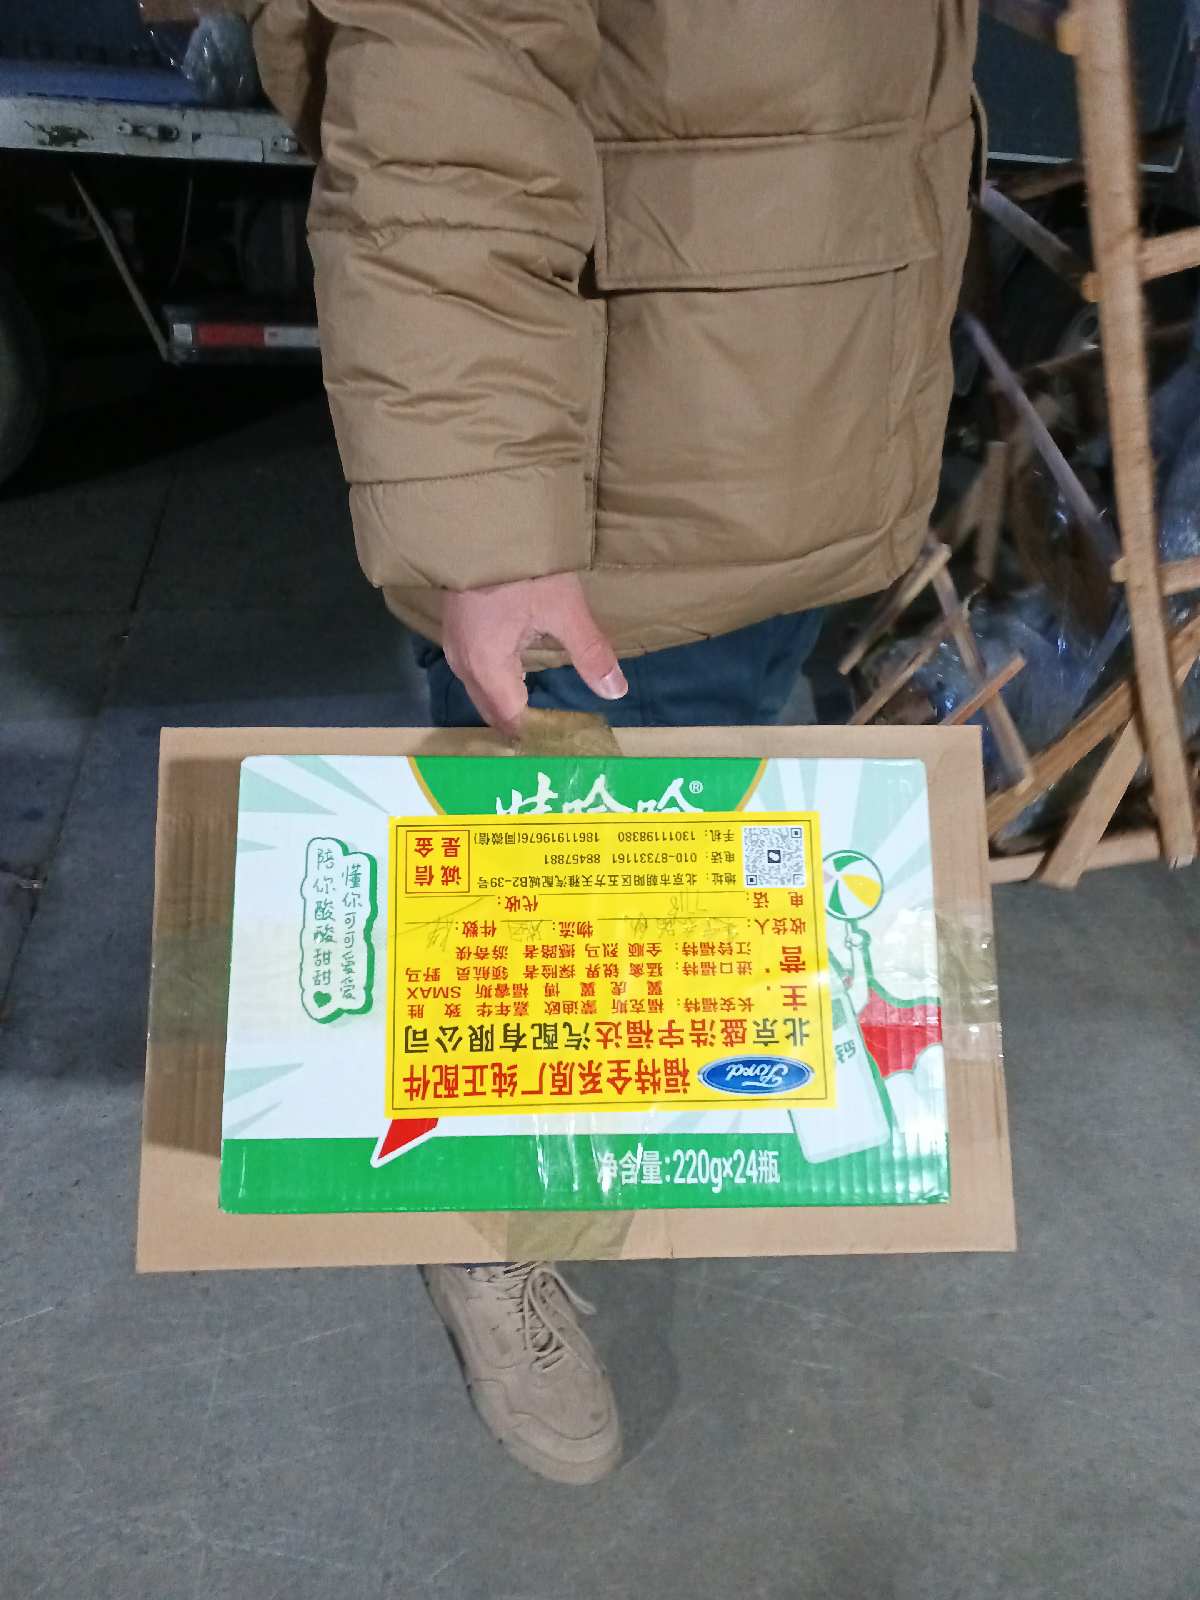 娃哈哈®
懂你可可爱爱
陪你酸酸甜甜
净含量:220g×24瓶
Ford 福特全系原厂纯正配件
北京盛浩宇福达汽配有限公司
主.营
长安福特：福克斯 蒙迪欧 嘉年华 致 胜
翼 虎 翼 博 福睿斯 SMAX
进口福特：猛禽 锐界 探险者 领航员 野马
江铃福特：全顺 烈马 撼路者 游奇侠
收货人： 物流： 件数：
电 话： 代收：
地址：北京市朝阳区五方天雅汽配城B2-39号
电话：010-87331161 88457881
手机：13011198380 18611919676(同微信)
诚信
是金